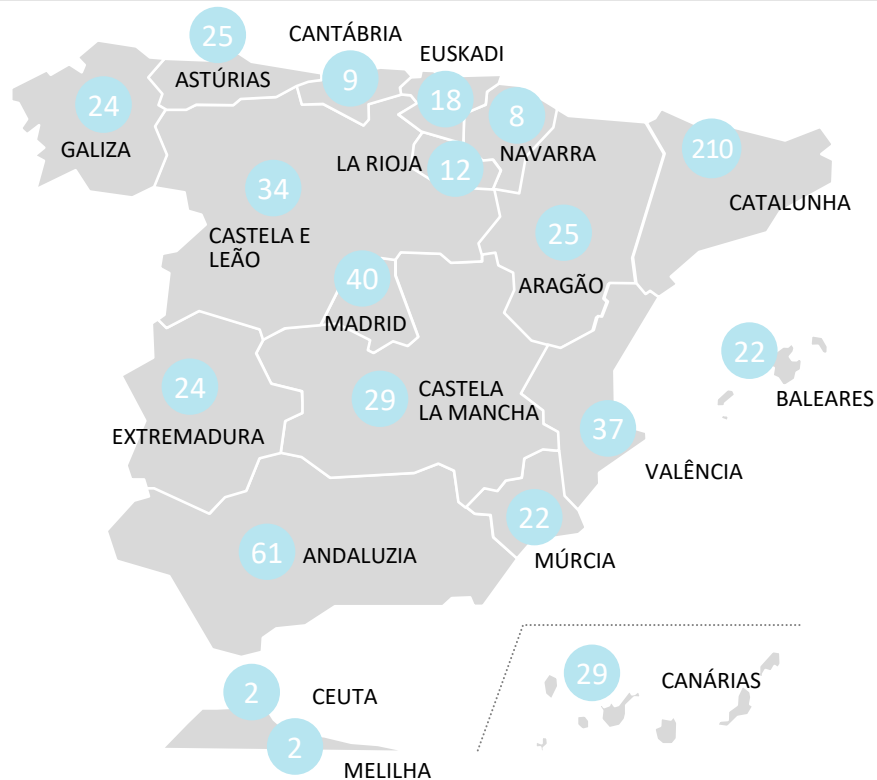 25
ASTÚRIAS
CANTÁBRIA
9
EUSKADI
18
24
GALIZA
8
NAVARRA
LA RIOJA
12
210
CATALUNHA
34
CASTELA E
LEÃO
25
ARAGÃO
40
MADRID
22
BALEARES
24
EXTREMADURA
29
CASTELA
LA MANCHA
37
VALÊNCIA
22
MÚRCIA
61
ANDALUZIA
2
CEUTA
2
MELILHA
29
CANÁRIAS